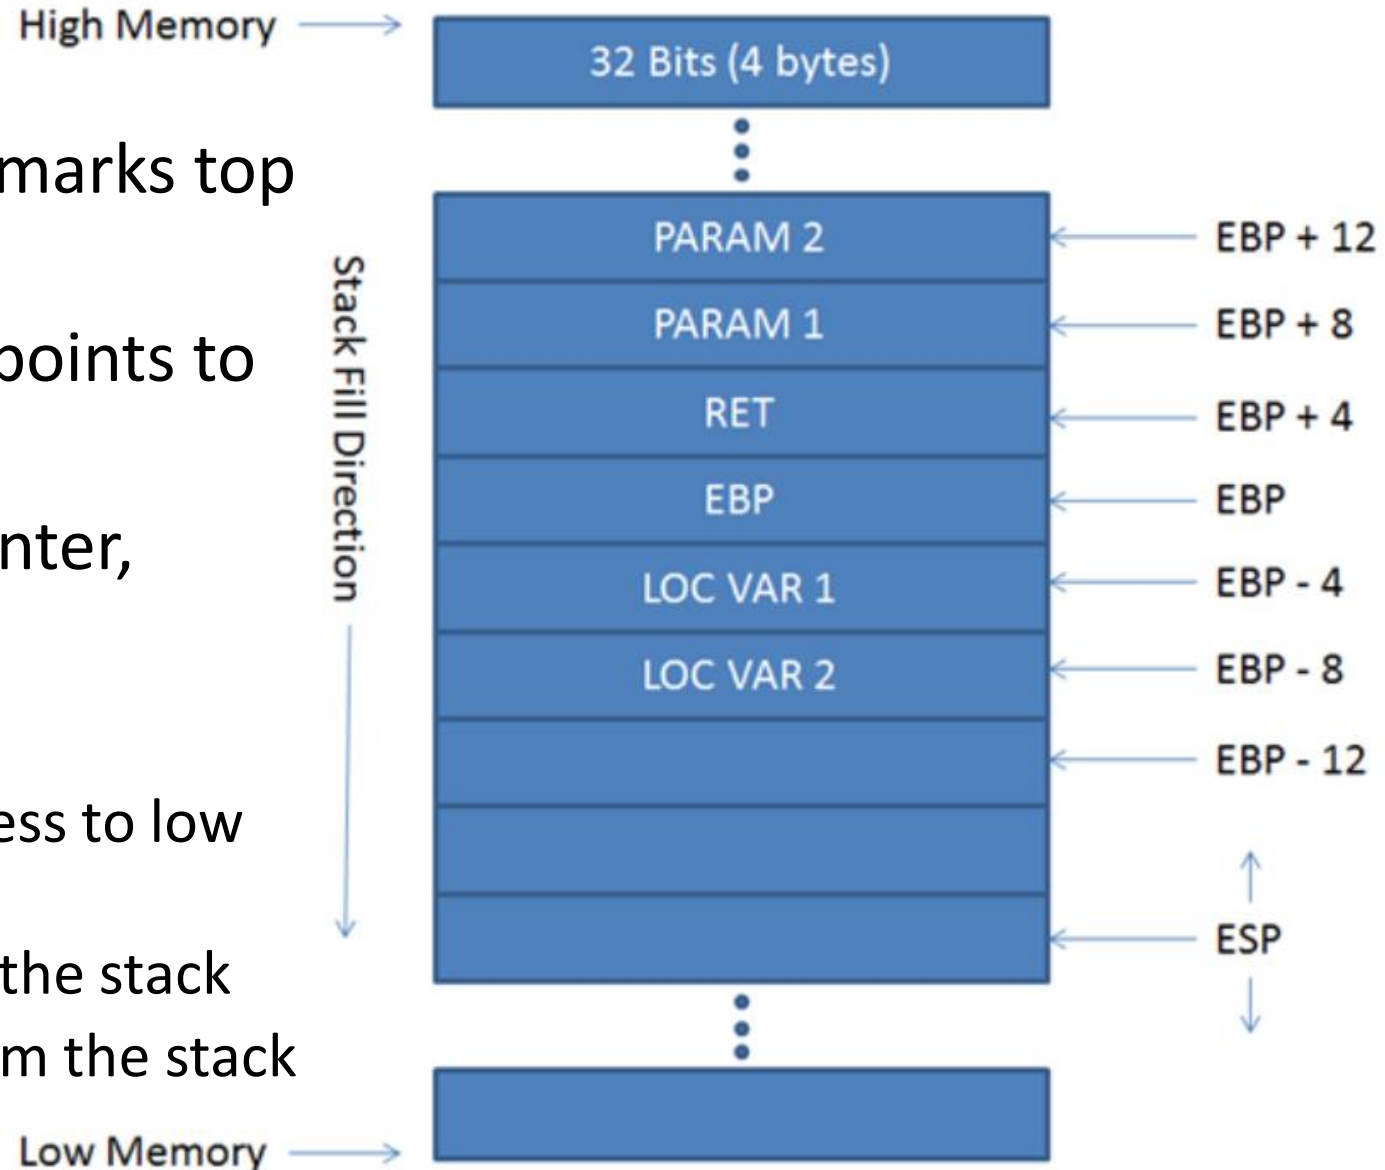 High Memory
32 Bits (4 bytes)
marks top
PARAM 2
EBP + 12
Stack Fill Direction
PARAM 1
EBP + 8
points to
RET
EBP + 4
EBP
EBP
nter,
LOC VAR 1
EBP - 4
LOC VAR 2
EBP - 8
EBP - 12
ess to low
ESP
the stack
m the stack
Low Memory